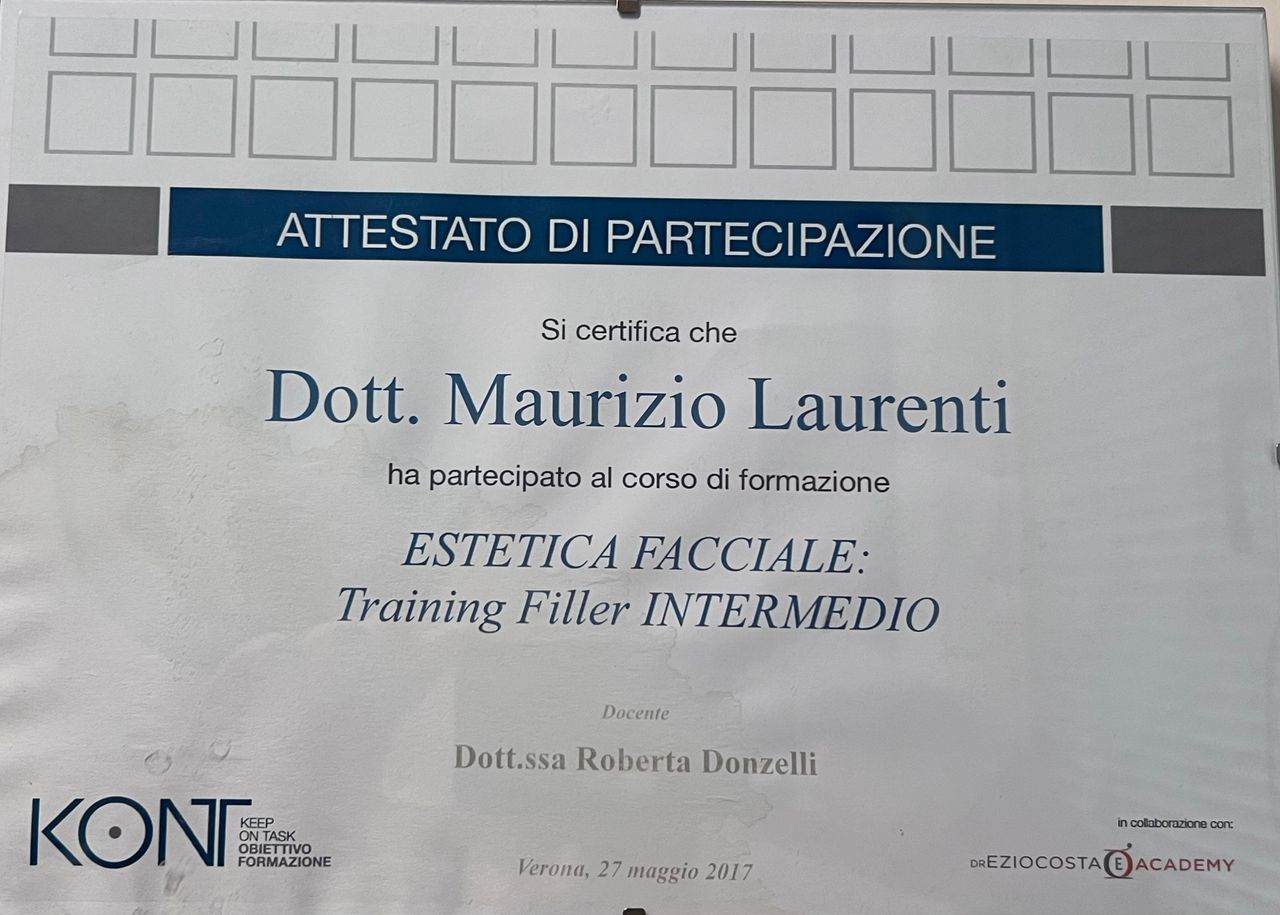 ATTESTATO DI PARTECIPAZIONE
Si certifica che
Dott. Maurizio Laurenti
ha partecipato al corso di formazione
ESTETICA FACCIALE:
Training Filler INTERMEDIO
Docente
Dott.ssa Roberta Donzelli
KONT
KEEP
ON TASK
OBIETTIVO
FORMAZIONE
Verona, 27 maggio 2017
in collaborazione con:
DREZIOCOSTA E ACADEMY